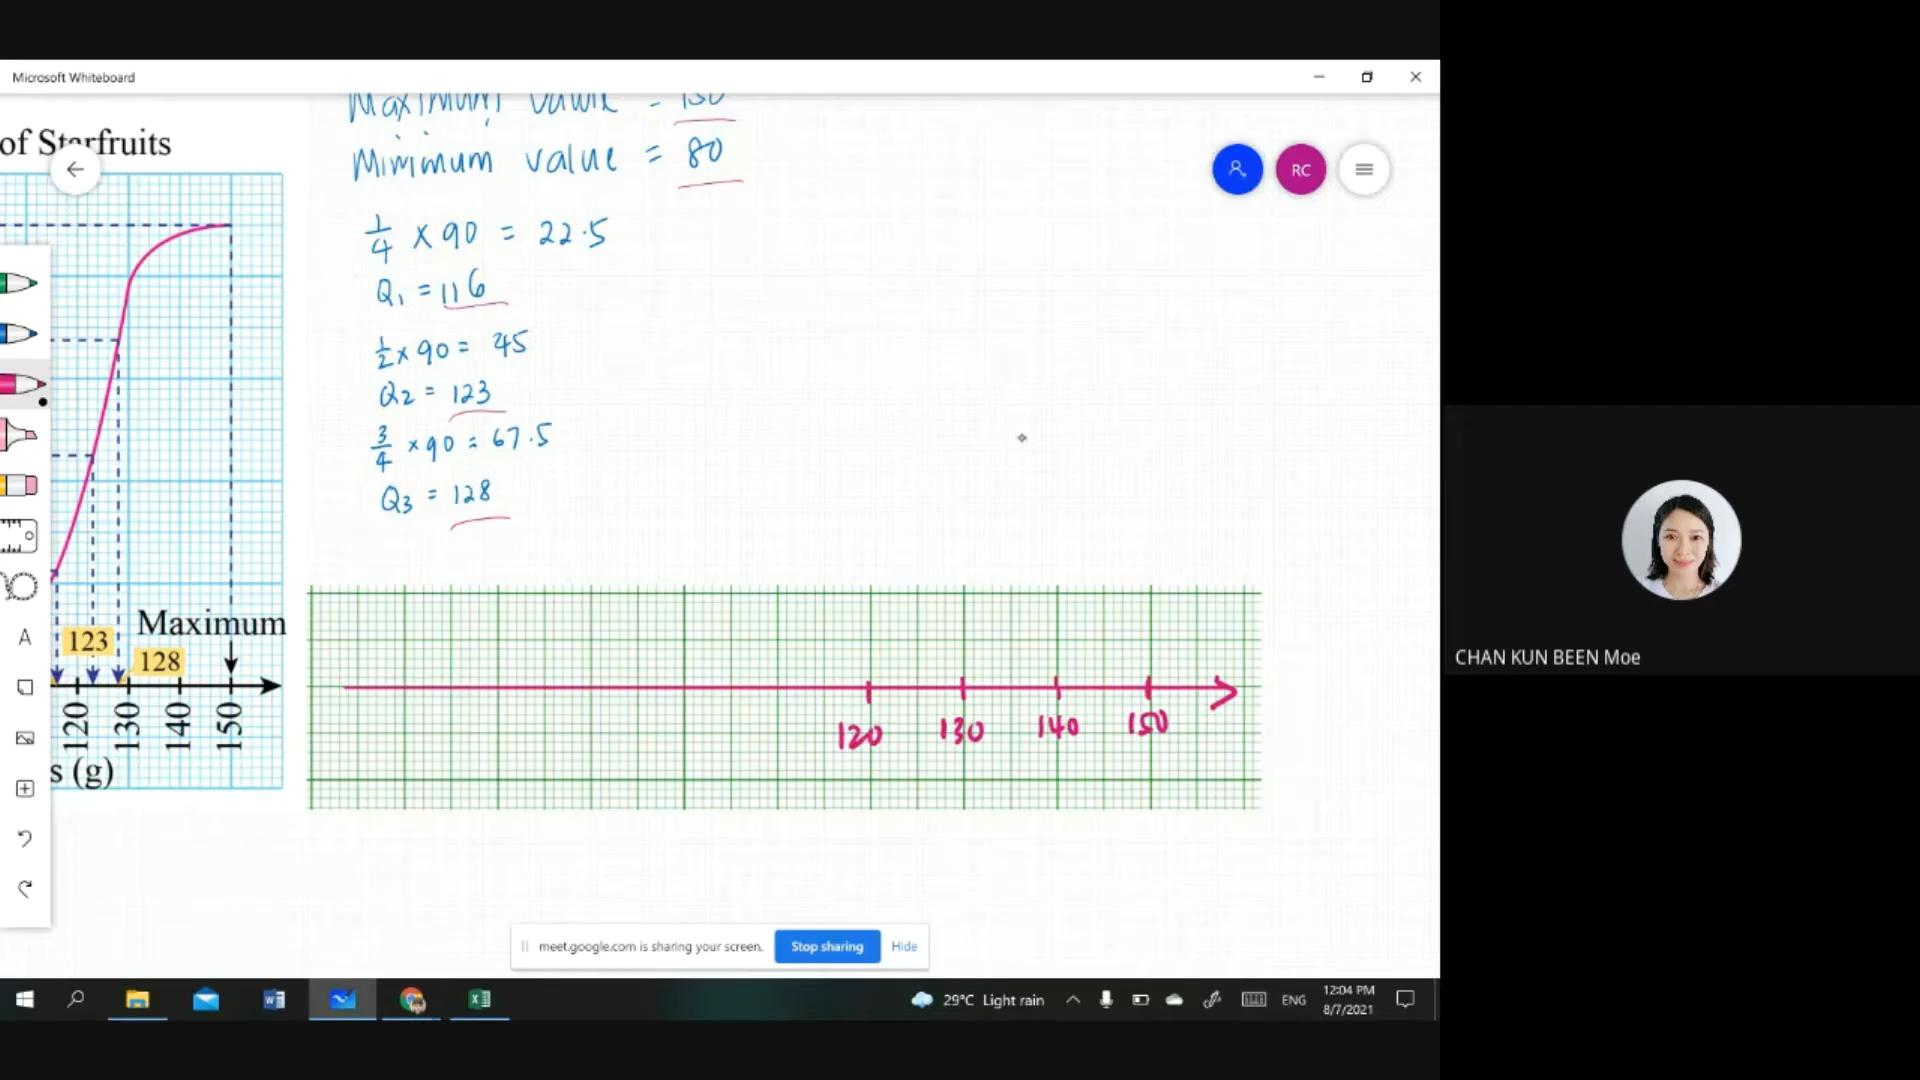 Microsoft Whiteboard
of Starfruits
Maximum value = 150
Minimum value = 80
1/4 × 90 = 22.5
Q₁ = 116
1/2 × 90 = 45
Q₂ = 123
3/4 × 90 = 67.5
Q₃ = 128
RC
Maximum
123
128
120 130 140 150
s (g)
120 130 140 150
A
CHAN KUN BEEN Moe
meet.google.com is sharing your screen. Stop sharing Hide
29°C Light rain ENG 12:04 PM
8/7/2021